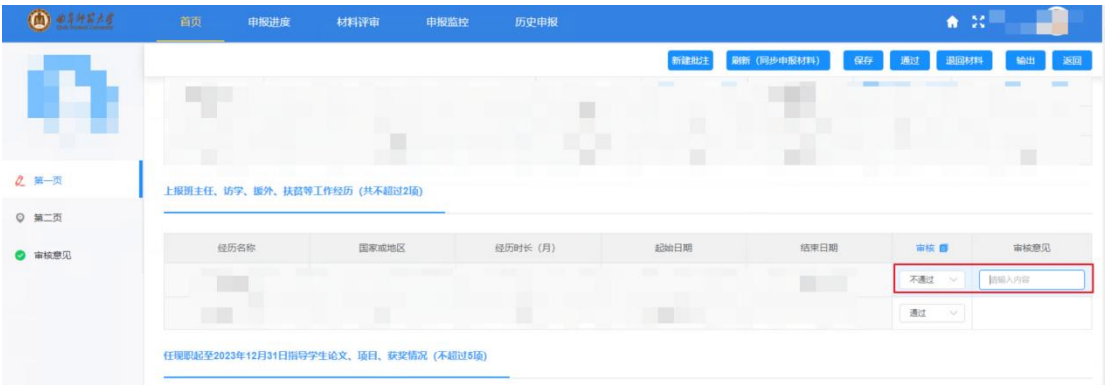 曲阜师范大学
首页 申报进度 材料评审 申报监控 历史申报
新建批注 刷新（同步申报材料） 保存 通过 退回材料 输出 返回
第一页
第二页
审核意见
上报班主任、访学、援外、扶贫等工作经历（共不超过2项）
经历名称 国家或地区 经历时长（月） 起始日期 结束日期 审核 审核意见
不通过 请输入内容
通过
任现职起至2023年12月31日指导学生论文、项目、获奖情况（不超过5项）